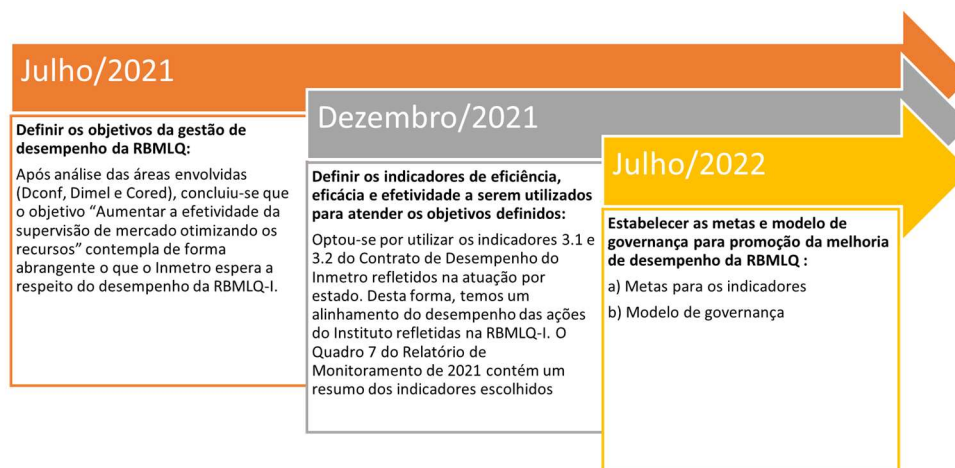 Julho/2021
Definir os objetivos da gestão de
desempenho da RBMLQ:
Após análise das áreas envolvidas
(Dconf, Dimel e Cored), concluiu-se que
o objetivo “Aumentar a efetividade da
supervisão de mercado otimizando os
recursos” contempla de forma
abrangente o que o Inmetro espera a
respeito do desempenho da RBMLQ-I.
Dezembro/2021
Definir os indicadores de eficiência,
eficácia e efetividade a serem utilizados
para atender os objetivos definidos:
Optou-se por utilizar os indicadores 3.1 e
3.2 do Contrato de Desempenho do
Inmetro refletidos na atuação por
estado. Desta forma, temos um
alinhamento do desempenho das ações
do Instituto refletidas na RBMLQ-I. O
Quadro 7 do Relatório de
Monitoramento de 2021 contém um
resumo dos indicadores escolhidos
Julho/2022
Estabelecer as metas e modelo de
governança para promoção da melhoria
de desempenho da RBMLQ :
a) Metas para os indicadores
b) Modelo de governança